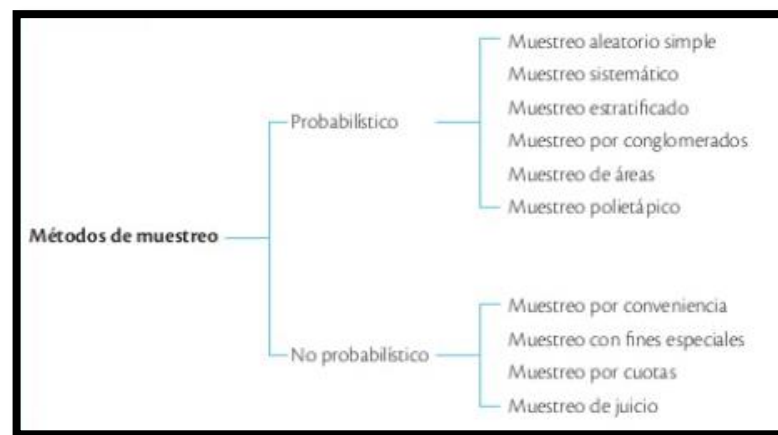 Métodos de muestreo
Probabilístico
Muestreo aleatorio simple
Muestreo sistemático
Muestreo estratificado
Muestreo por conglomerados
Muestreo de áreas
Muestreo polietápico
No probabilístico
Muestreo por conveniencia
Muestreo con fines especiales
Muestreo por cuotas
Muestreo de juicio